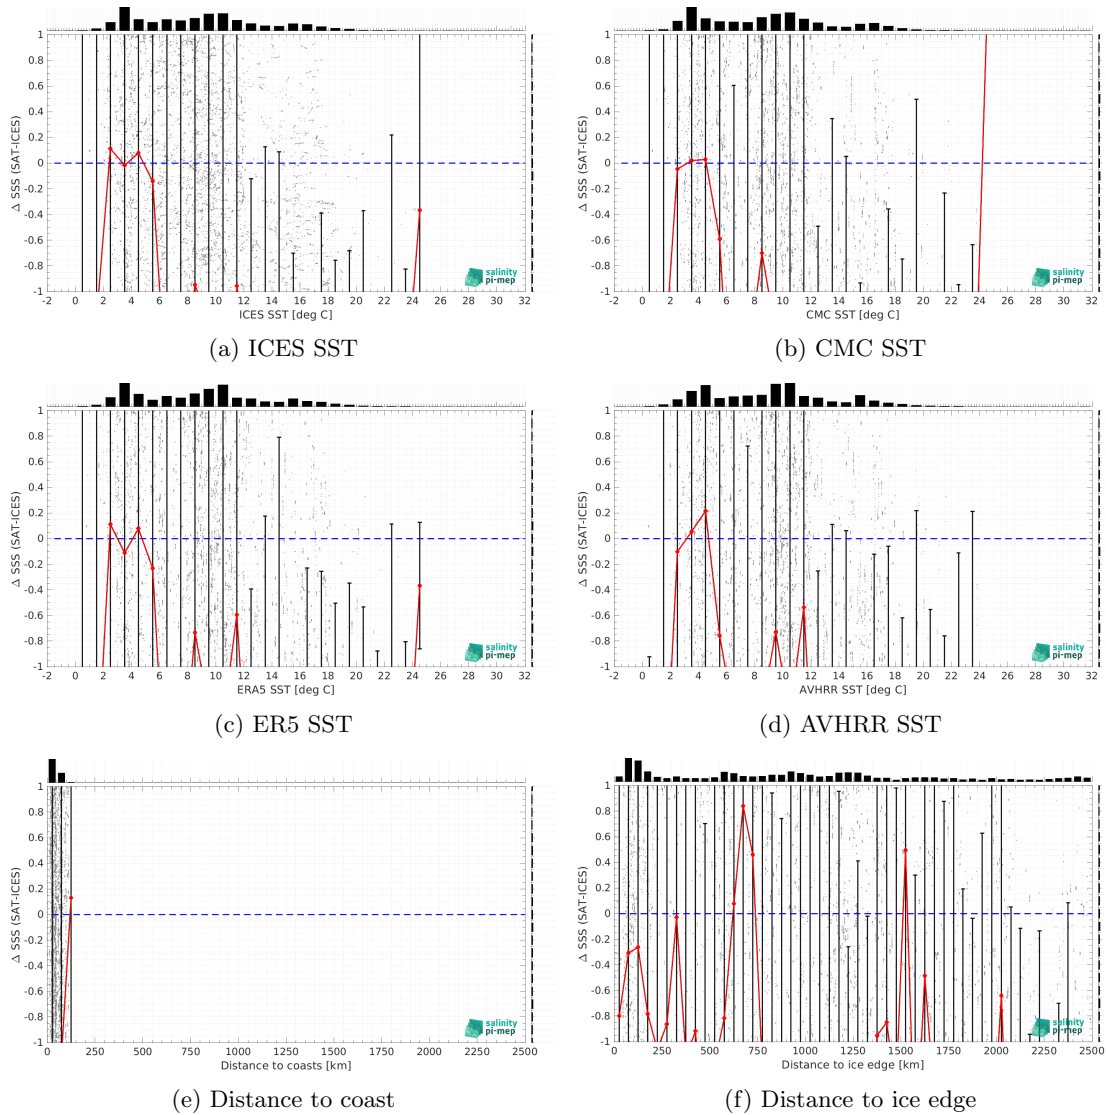 1
0.8
0.6
0.4
0.2
0
-0.2
-0.4
-0.6
-0.8
-1
Δ SSS (SAT-ICES)
salinity
pi-mep
-2 0 2 4 6 8 10 12 14 16 18 20 22 24 26 28 30 32
ICES SST [deg C]
(a) ICES SST
1
0.8
0.6
0.4
0.2
0
-0.2
-0.4
-0.6
-0.8
-1
Δ SSS (SAT-ICES)
salinity
pi-mep
-2 0 2 4 6 8 10 12 14 16 18 20 22 24 26 28 30 32
CMC SST [deg C]
(b) CMC SST
1
0.8
0.6
0.4
0.2
0
-0.2
-0.4
-0.6
-0.8
-1
Δ SSS (SAT-ICES)
salinity
pi-mep
-2 0 2 4 6 8 10 12 14 16 18 20 22 24 26 28 30 32
ERA5 SST [deg C]
(c) ER5 SST
1
0.8
0.6
0.4
0.2
0
-0.2
-0.4
-0.6
-0.8
-1
Δ SSS (SAT-ICES)
salinity
pi-mep
-2 0 2 4 6 8 10 12 14 16 18 20 22 24 26 28 30 32
AVHRR SST [deg C]
(d) AVHRR SST
1
0.8
0.6
0.4
0.2
0
-0.2
-0.4
-0.6
-0.8
-1
Δ SSS (SAT-ICES)
salinity
pi-mep
0 250 500 750 1000 1250 1500 1750 2000 2250 2500
Distance to coasts [km]
(e) Distance to coast
1
0.8
0.6
0.4
0.2
0
-0.2
-0.4
-0.6
-0.8
-1
Δ SSS (SAT-ICES)
salinity
pi-mep
0 250 500 750 1000 1250 1500 1750 2000 2250 2500
Distance to ice edge [km]
(f) Distance to ice edge